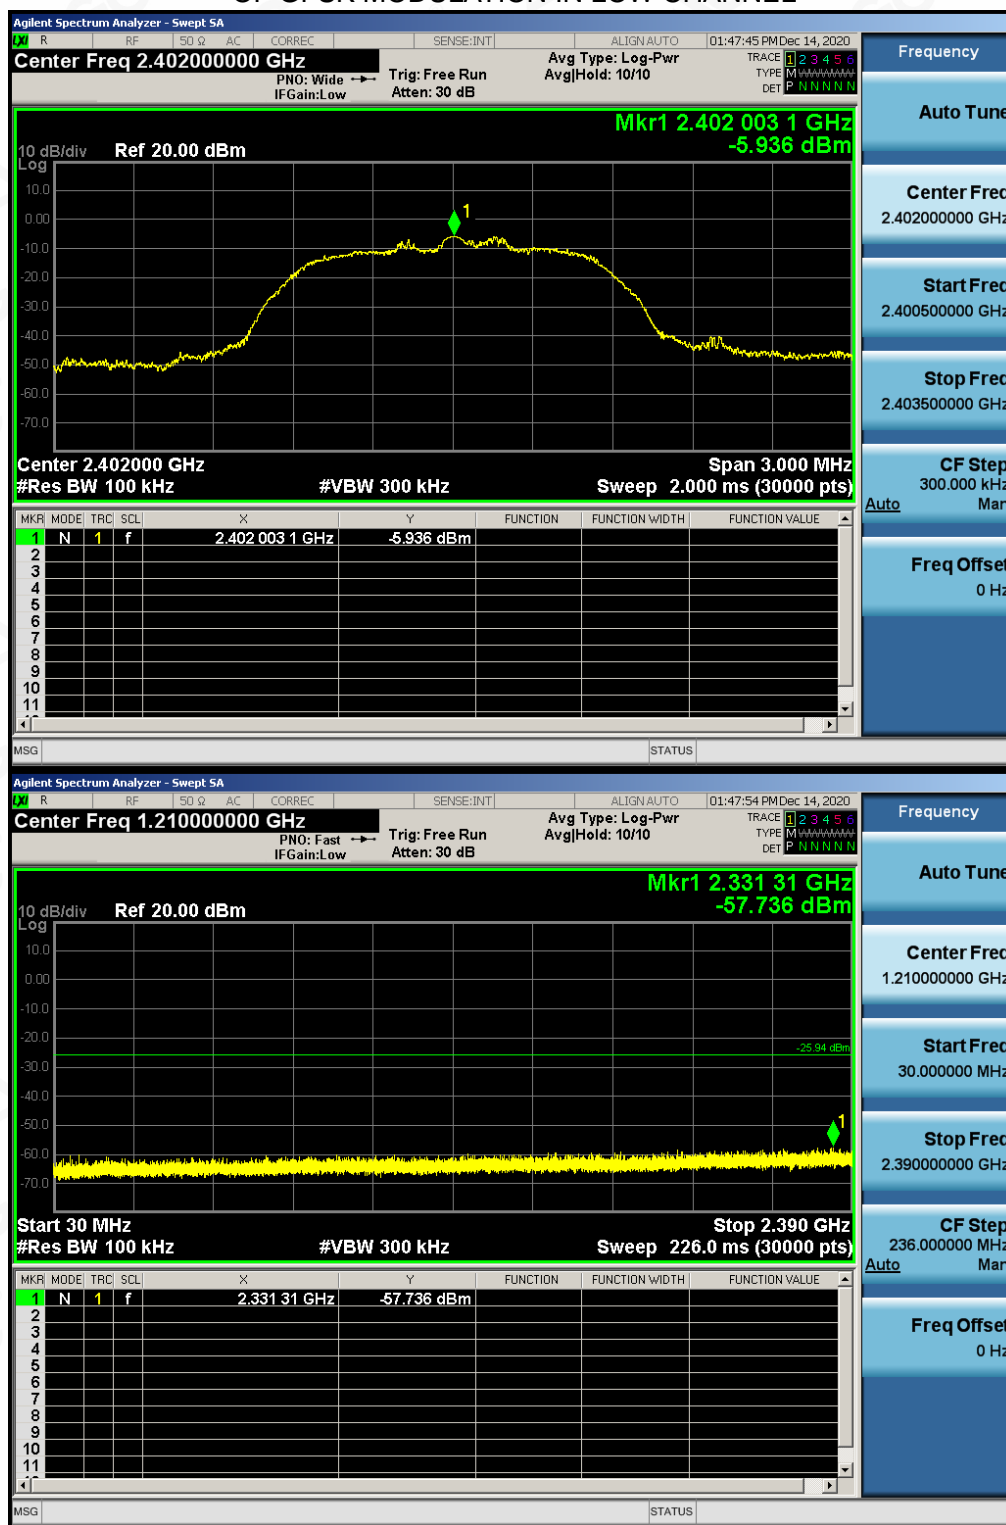 OF GFSK MODULATION IN LOW CHANNEL
Agilent Spectrum Analyzer - Swept SA
LXI R RF 50 Ω AC CORREC SENSE:INT ALIGN AUTO 01:47:45 PM Dec 14, 2020
Center Freq 2.402000000 GHz
PNO: Wide
IFGain:Low
Trig: Free Run
Atten: 30 dB
Avg Type: Log-Pwr
Avg|Hold: 10/10
TRACE 1 2 3 4 5 6
TYPE M WWWWW
DET P N N N N N
Mkr1 2.402 003 1 GHz
-5.936 dBm
10 dB/div Ref 20.00 dBm
Log
10.0
0.00
-10.0
-20.0
-30.0
-40.0
-50.0
-60.0
-70.0
1
Center 2.402000 GHz Span 3.000 MHz
#Res BW 100 kHz #VBW 300 kHz Sweep 2.000 ms (30000 pts)
MKR MODE TRC SCL X Y FUNCTION FUNCTION WIDTH FUNCTION VALUE
1 N 1 f 2.402 003 1 GHz -5.936 dBm
2
3
4
5
6
7
8
9
10
11
MSG STATUS
Frequency
Auto Tune
Center Freq
2.402000000 GHz
Start Freq
2.400500000 GHz
Stop Freq
2.403500000 GHz
CF Step
300.000 kHz
Auto Man
Freq Offset
0 Hz
Agilent Spectrum Analyzer - Swept SA
LXI R RF 50 Ω AC CORREC SENSE:INT ALIGN AUTO 01:47:54 PM Dec 14, 2020
Center Freq 1.210000000 GHz
PNO: Fast
IFGain:Low
Trig: Free Run
Atten: 30 dB
Avg Type: Log-Pwr
Avg|Hold: 10/10
TRACE 1 2 3 4 5 6
TYPE M WWWWW
DET P N N N N N
Mkr1 2.331 31 GHz
-57.736 dBm
10 dB/div Ref 20.00 dBm
Log
10.0
0.00
-10.0
-20.0
-30.0
-40.0
-50.0
-60.0
-70.0
-25.94 dBm
1
Start 30 MHz Stop 2.390 GHz
#Res BW 100 kHz #VBW 300 kHz Sweep 226.0 ms (30000 pts)
MKR MODE TRC SCL X Y FUNCTION FUNCTION WIDTH FUNCTION VALUE
1 N 1 f 2.331 31 GHz -57.736 dBm
2
3
4
5
6
7
8
9
10
11
MSG STATUS
Frequency
Auto Tune
Center Freq
1.210000000 GHz
Start Freq
30.000000 MHz
Stop Freq
2.390000000 GHz
CF Step
236.000000 MHz
Auto Man
Freq Offset
0 Hz